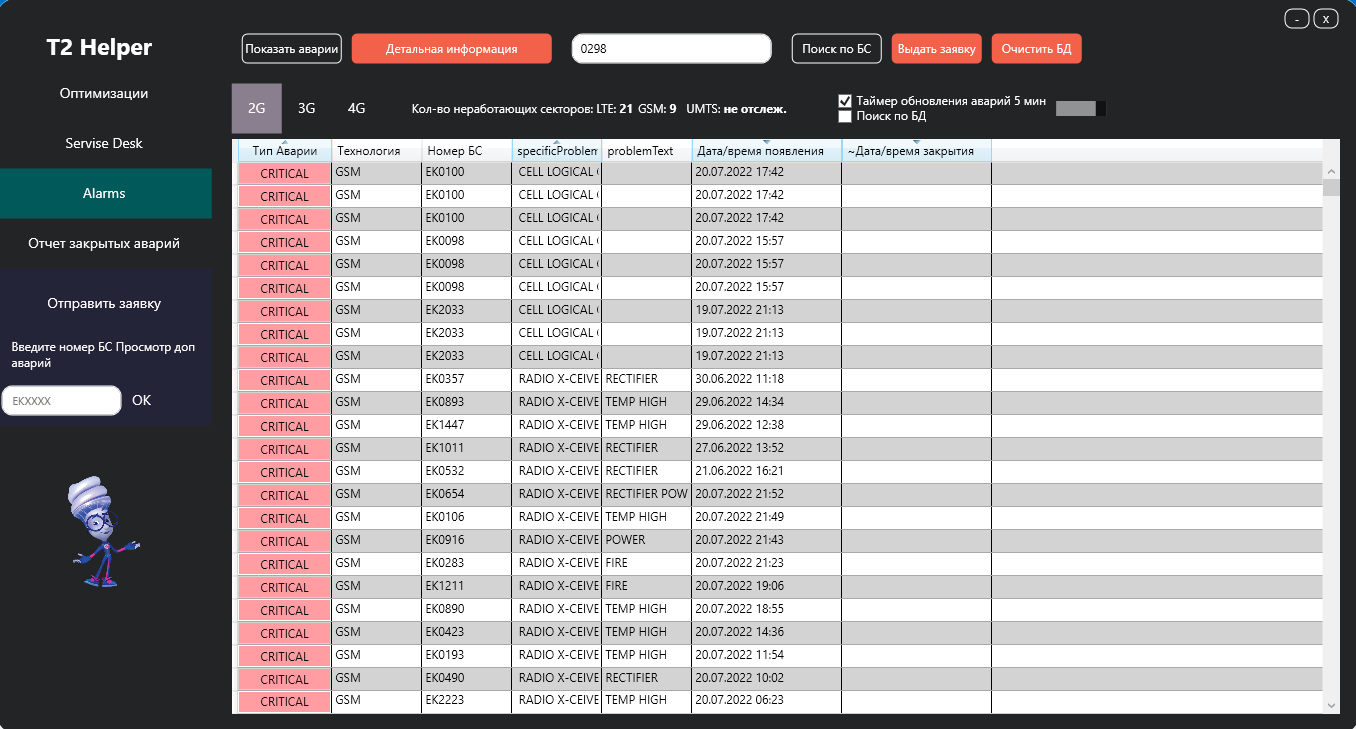 - x
T2 Helper
Показать аварии Детальная информация 0298 Поиск по БС Выдать заявку Очистить БД
Оптимизации
Servise Desk
Alarms
Отчет закрытых аварий
Отправить заявку
Введите номер БС Просмотр доп
аварий
EKXXXX OK
2G 3G 4G Кол-во неработающих секторов: LTE: 21 GSM: 9 UMTS: не отслеж.
Таймер обновления аварий 5 мин
Поиск по БД
Тип Аварии Технология Номер БС specificProblem problemText Дата/время появления ~Дата/время закрытия
CRITICAL GSM EK0100 CELL LOGICAL 20.07.2022 17:42
CRITICAL GSM EK0100 CELL LOGICAL 20.07.2022 17:42
CRITICAL GSM EK0100 CELL LOGICAL 20.07.2022 17:42
CRITICAL GSM EK0098 CELL LOGICAL 20.07.2022 15:57
CRITICAL GSM EK0098 CELL LOGICAL 20.07.2022 15:57
CRITICAL GSM EK0098 CELL LOGICAL 20.07.2022 15:57
CRITICAL GSM EK2033 CELL LOGICAL 19.07.2022 21:13
CRITICAL GSM EK2033 CELL LOGICAL 19.07.2022 21:13
CRITICAL GSM EK2033 CELL LOGICAL 19.07.2022 21:13
CRITICAL GSM EK0357 RADIO X-CEIVE RECTIFIER 30.06.2022 11:18
CRITICAL GSM EK0893 RADIO X-CEIVE TEMP HIGH 29.06.2022 14:34
CRITICAL GSM EK1447 RADIO X-CEIVE TEMP HIGH 29.06.2022 12:38
CRITICAL GSM EK1011 RADIO X-CEIVE RECTIFIER 27.06.2022 13:52
CRITICAL GSM EK0532 RADIO X-CEIVE RECTIFIER 21.06.2022 16:21
CRITICAL GSM EK0654 RADIO X-CEIVE RECTIFIER POW 20.07.2022 21:52
CRITICAL GSM EK0106 RADIO X-CEIVE TEMP HIGH 20.07.2022 21:49
CRITICAL GSM EK0916 RADIO X-CEIVE POWER 20.07.2022 21:43
CRITICAL GSM EK0283 RADIO X-CEIVE FIRE 20.07.2022 21:23
CRITICAL GSM EK1211 RADIO X-CEIVE FIRE 20.07.2022 19:06
CRITICAL GSM EK0890 RADIO X-CEIVE TEMP HIGH 20.07.2022 18:55
CRITICAL GSM EK0423 RADIO X-CEIVE TEMP HIGH 20.07.2022 14:36
CRITICAL GSM EK0193 RADIO X-CEIVE TEMP HIGH 20.07.2022 11:54
CRITICAL GSM EK0490 RADIO X-CEIVE RECTIFIER 20.07.2022 10:02
CRITICAL GSM EK2223 RADIO X-CEIVE TEMP HIGH 20.07.2022 06:23